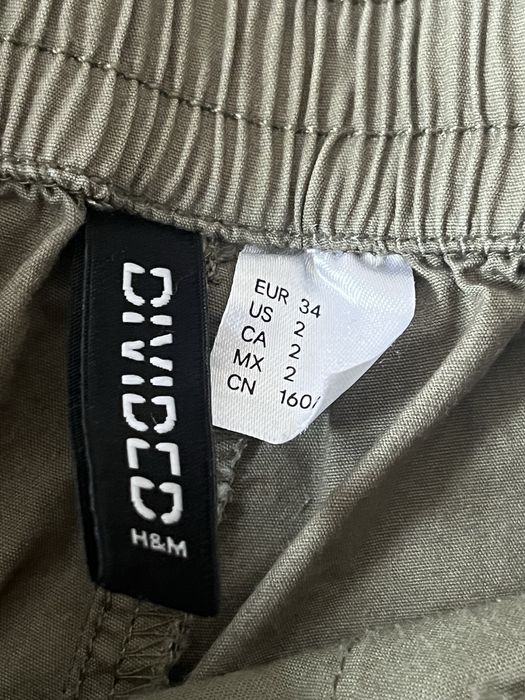 DIVIDED
H&M
EUR 34
US 2
CA 2
MX 2
CN 160/